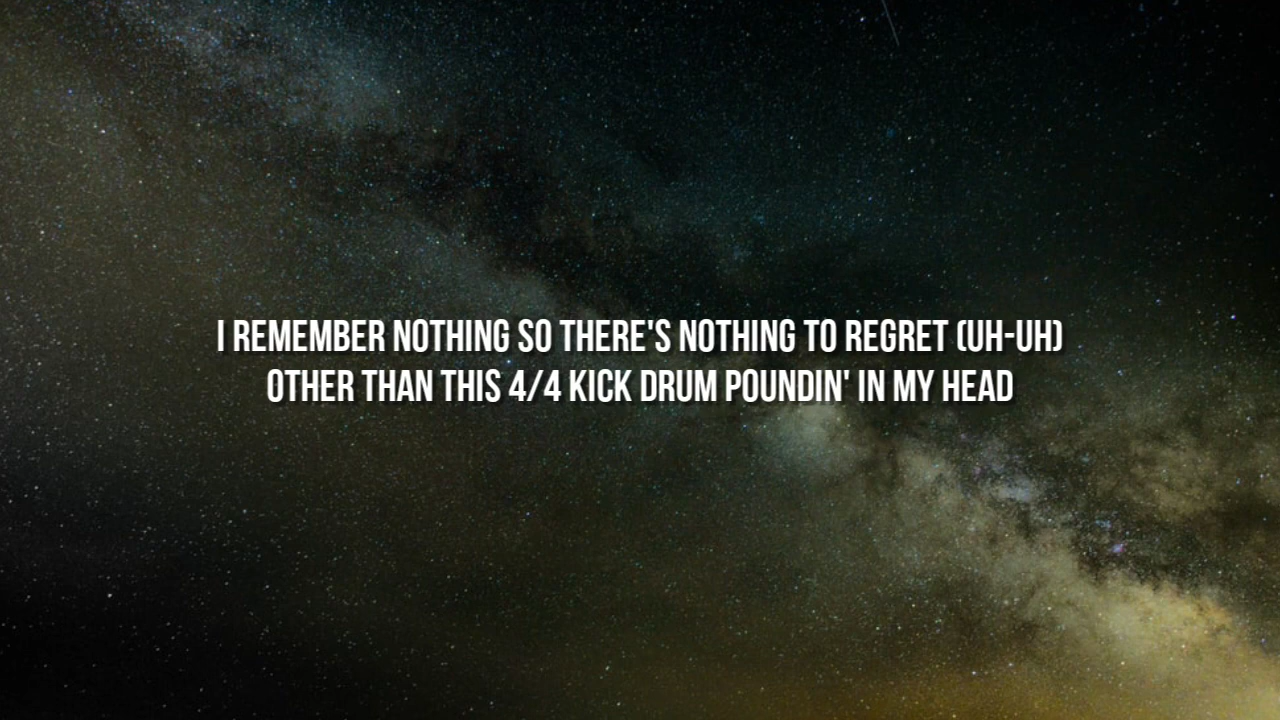 I REMEMBER NOTHING SO THERE'S NOTHING TO REGRET (UH-UH)
OTHER THAN THIS 4/4 KICK DRUM POUNDIN' IN MY HEAD